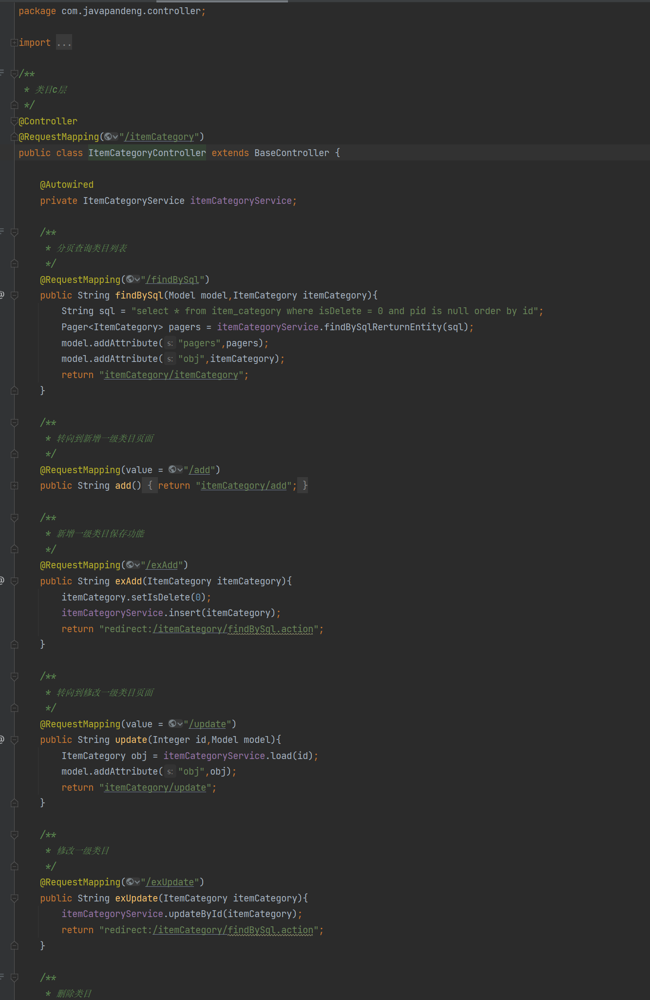 package com.javapandeng.controller;
import ...
/**
* 类目c层
*/
@Controller
@RequestMapping("/itemCategory")
public class ItemCategoryController extends BaseController {
@Autowired
private ItemCategoryService itemCategoryService;
/**
* 分页查询类目列表
*/
@RequestMapping("/findBySql")
public String findBySql(Model model,ItemCategory itemCategory){
String sql = "select * from item_category where isDelete = 0 and pid is null order by id";
Pager<ItemCategory> pagers = itemCategoryService.findBySqlRerturnEntity(sql);
model.addAttribute( s: "pagers",pagers);
model.addAttribute( s: "obj",itemCategory);
return "itemCategory/itemCategory";
}
/**
* 转向到新增一级类目页面
*/
@RequestMapping(value = "/add")
public String add() { return "itemCategory/add"; }
/**
* 新增一级类目保存功能
*/
@RequestMapping("/exAdd")
public String exAdd(ItemCategory itemCategory){
itemCategory.setIsDelete(0);
itemCategoryService.insert(itemCategory);
return "redirect:/itemCategory/findBySql.action";
}
/**
* 转向到修改一级类目页面
*/
@RequestMapping(value = "/update")
public String update(Integer id,Model model){
ItemCategory obj = itemCategoryService.load(id);
model.addAttribute( s: "obj",obj);
return "itemCategory/update";
}
/**
* 修改一级类目
*/
@RequestMapping("/exUpdate")
public String exUpdate(ItemCategory itemCategory){
itemCategoryService.updateById(itemCategory);
return "redirect:/itemCategory/findBySql.action";
}
/**
* 删除类目